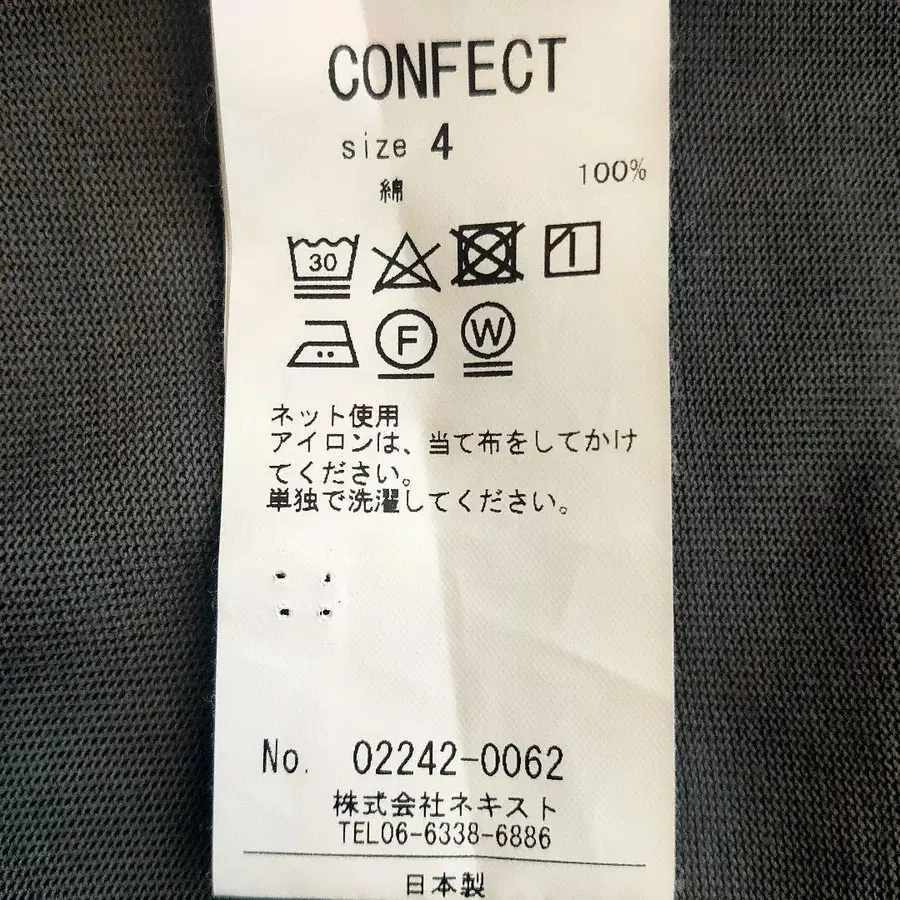 CONFECT
size 4
綿 100%
30
F W
ネット使用
アイロンは、当て布をしてかけ
てください。
単独で洗濯してください。
No. 02242-0062
株式会社ネキスト
TEL06-6338-6886
日本製